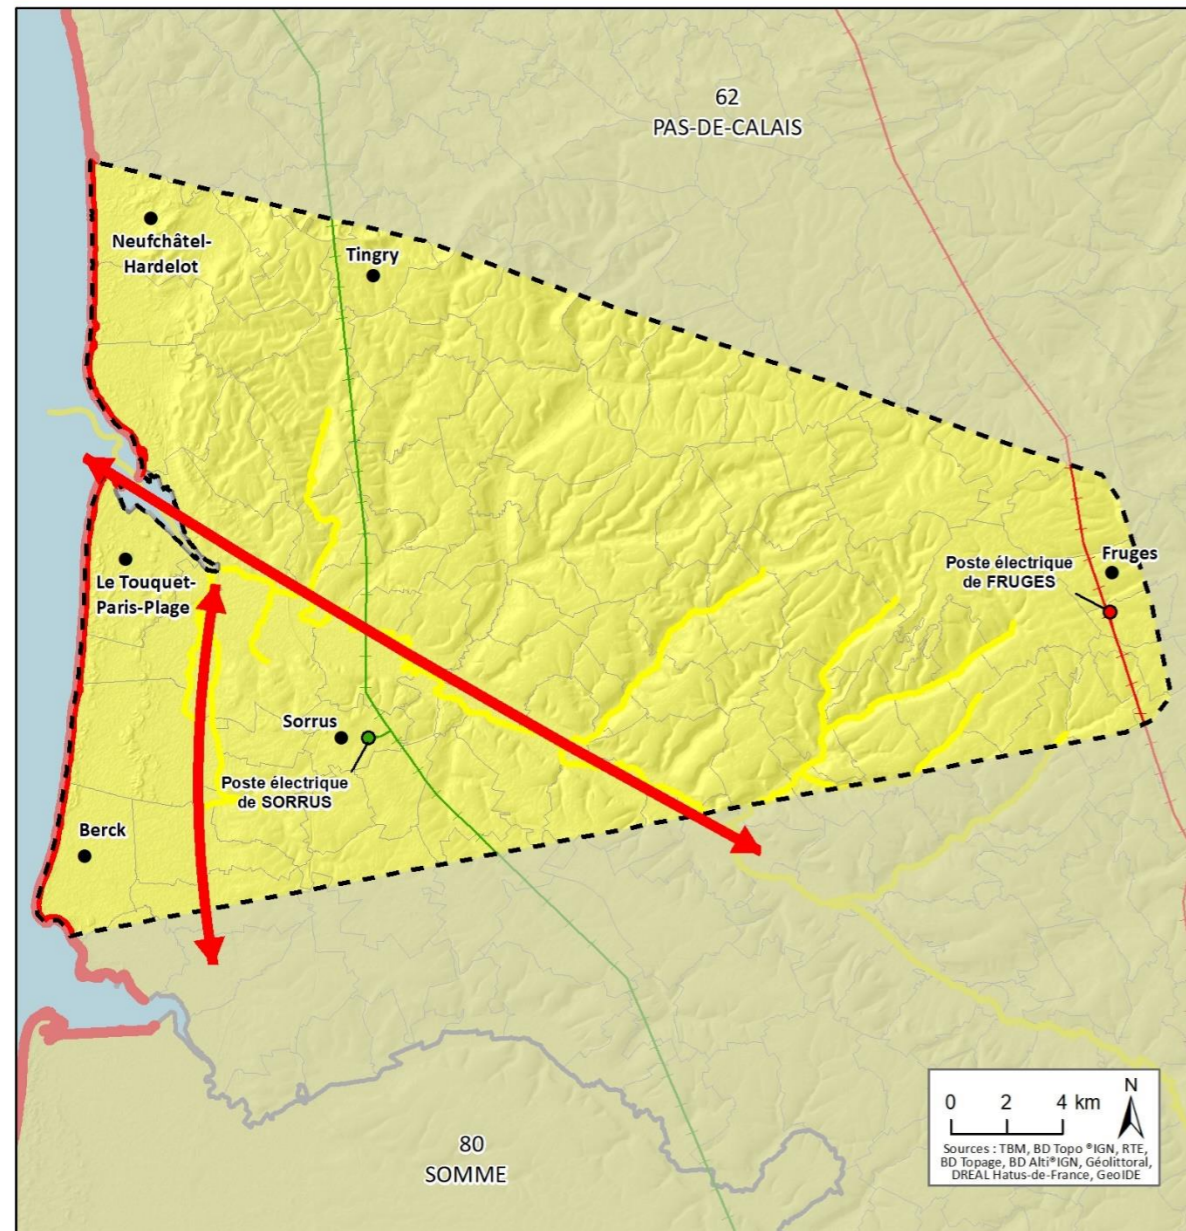 62
PAS-DE-CALAIS
Neufchâtel-
Hardelot
Tingry
Le Touquet-
Paris-Plage
Poste électrique
de FRUGES
Fruges
Sorrus
Poste électrique
de SORRUS
Berck
80
SOMME
0 2 4 km
N
Sources : TBM, BD Topo ®IGN, RTE,
BD Topage, BD Alti®IGN, Géolittoral,
DREAL Hatus-de-France, GeoIDE